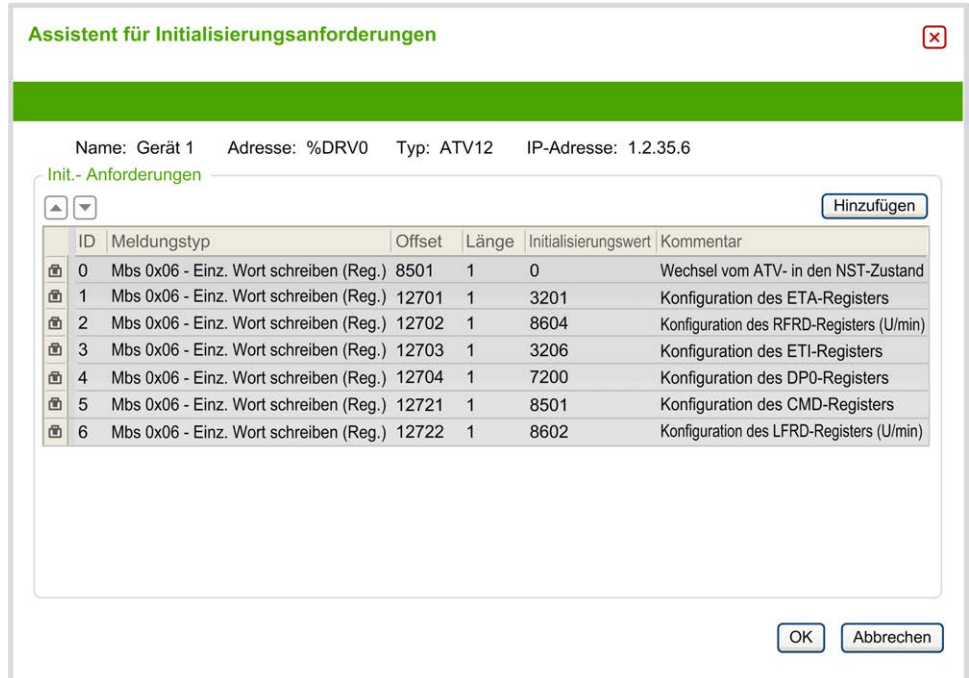 Assistent für Initialisierungsanforderungen
Name: Gerät 1 Adresse: %DRV0 Typ: ATV12 IP-Adresse: 1.2.35.6
Init.- Anforderungen
Hinzufügen
ID Meldungstyp Offset Länge Initialisierungswert Kommentar
0 Mbs 0x06 - Einz. Wort schreiben (Reg.) 8501 1 0 Wechsel vom ATV- in den NST-Zustand
1 Mbs 0x06 - Einz. Wort schreiben (Reg.) 12701 1 3201 Konfiguration des ETA-Registers
2 Mbs 0x06 - Einz. Wort schreiben (Reg.) 12702 1 8604 Konfiguration des RFRD-Registers (U/min)
3 Mbs 0x06 - Einz. Wort schreiben (Reg.) 12703 1 3206 Konfiguration des ETI-Registers
4 Mbs 0x06 - Einz. Wort schreiben (Reg.) 12704 1 7200 Konfiguration des DP0-Registers
5 Mbs 0x06 - Einz. Wort schreiben (Reg.) 12721 1 8501 Konfiguration des CMD-Registers
6 Mbs 0x06 - Einz. Wort schreiben (Reg.) 12722 1 8602 Konfiguration des LFRD-Registers (U/min)
OK Abbrechen